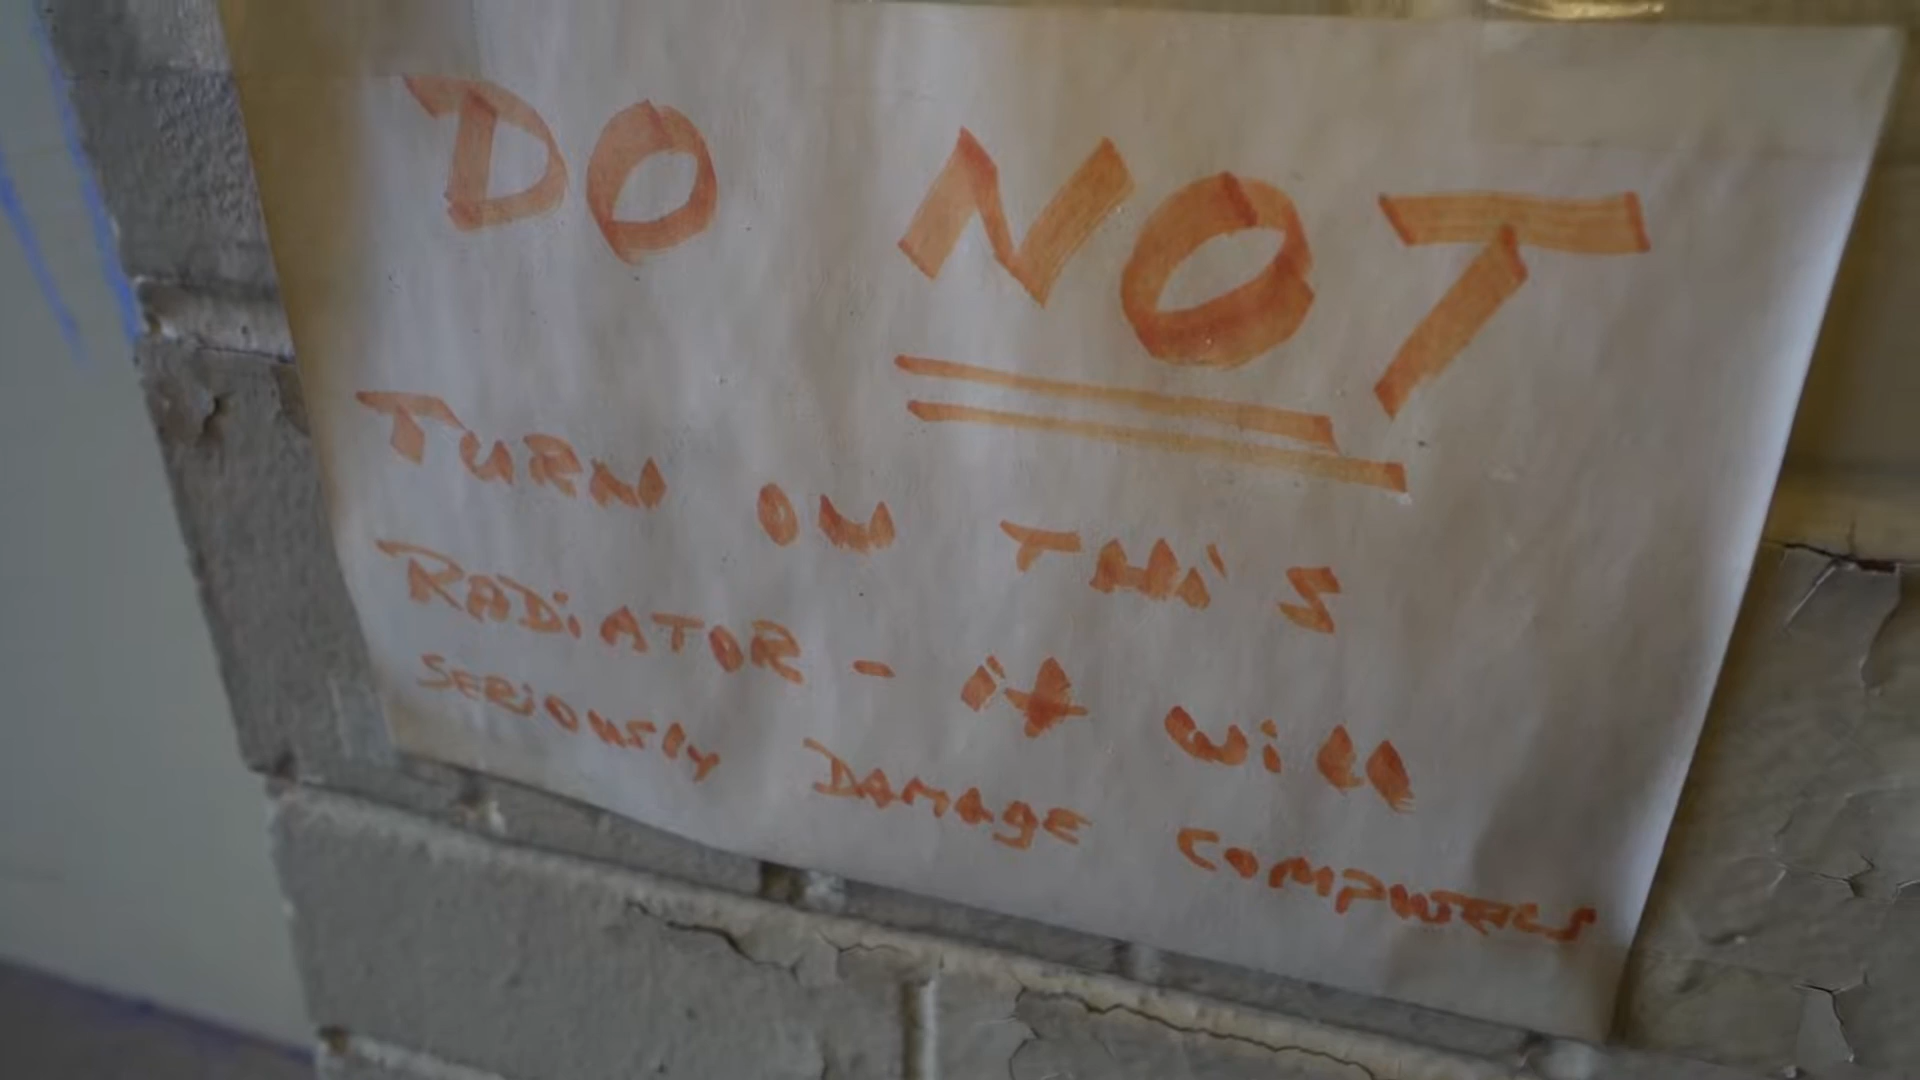 DO NOT
TURN ON THiS
RADiATOR - it will
SERiOUSly DAMAge COMPUTERS